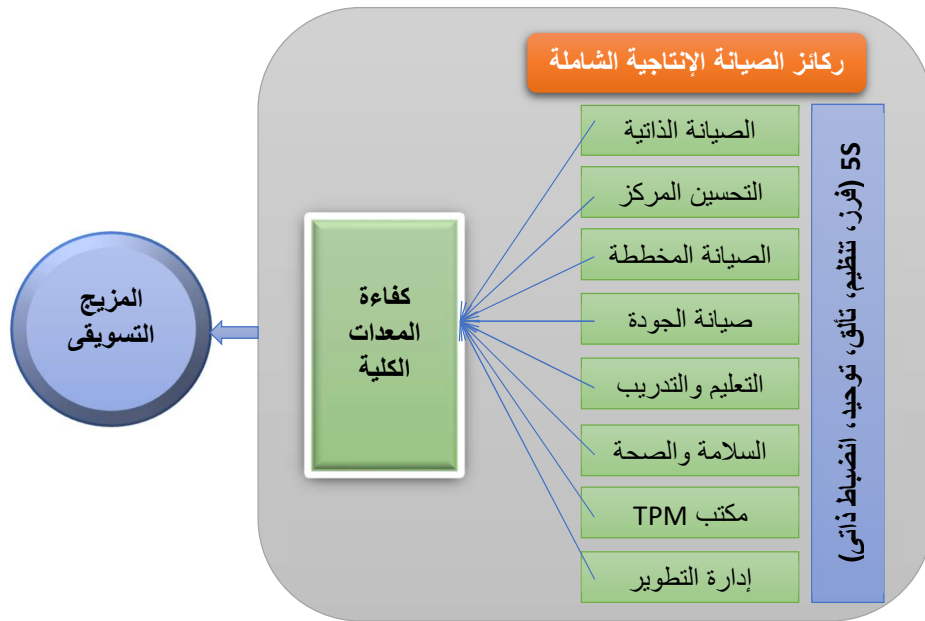 ركائز الصيانة الإنتاجية الشاملة
5S (فرز، تنظيم، تألق، توحيد، انضباط ذاتى)
الصيانة الذاتية
التحسين المركز
الصيانة المخططة
صيانة الجودة
التعليم والتدريب
السلامة والصحة
مكتب TPM
إدارة التطوير
كفاءة
المعدات
الكلية
المزيج
التسويقى